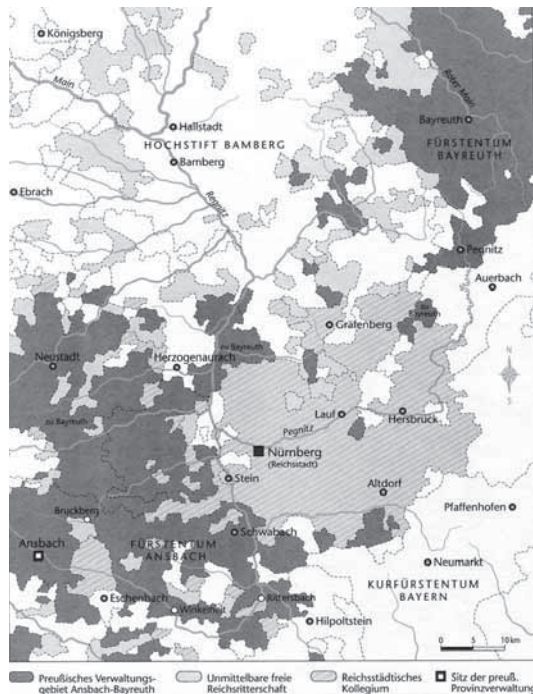 Königsberg
Main
Hallstadt
HOCHSTIFT BAMBERG
Bamberg
Ebrach
Regnitz
Roter Main
Bayreuth
FÜRSTENTUM
BAYREUTH
Pegnitz
Auerbach
zu
Bayreuth
Gräfenberg
N
S
zu Bayreuth
Neustadt
Herzogenaurach
zu Bayreuth
Lauf
Hersbruck
Pegnitz
Nürnberg
(Reichsstadt)
Stein
Altdorf
Pfaffenhofen
Bruckberg
Schwabach
FÜRSTENTUM
ANSBACH
Ansbach
Neumarkt
KURFÜRSTENTUM
BAYERN
Eschenbach
Rittersbach
Hilpoltstein
0 5 10 km
Preußisches Verwaltungs-
gebiet Ansbach-Bayreuth
Unmittelbare freie
Reichsritterschaft
Reichsstädtisches
Kollegium
Sitz der preuß.
Provinzverwaltung